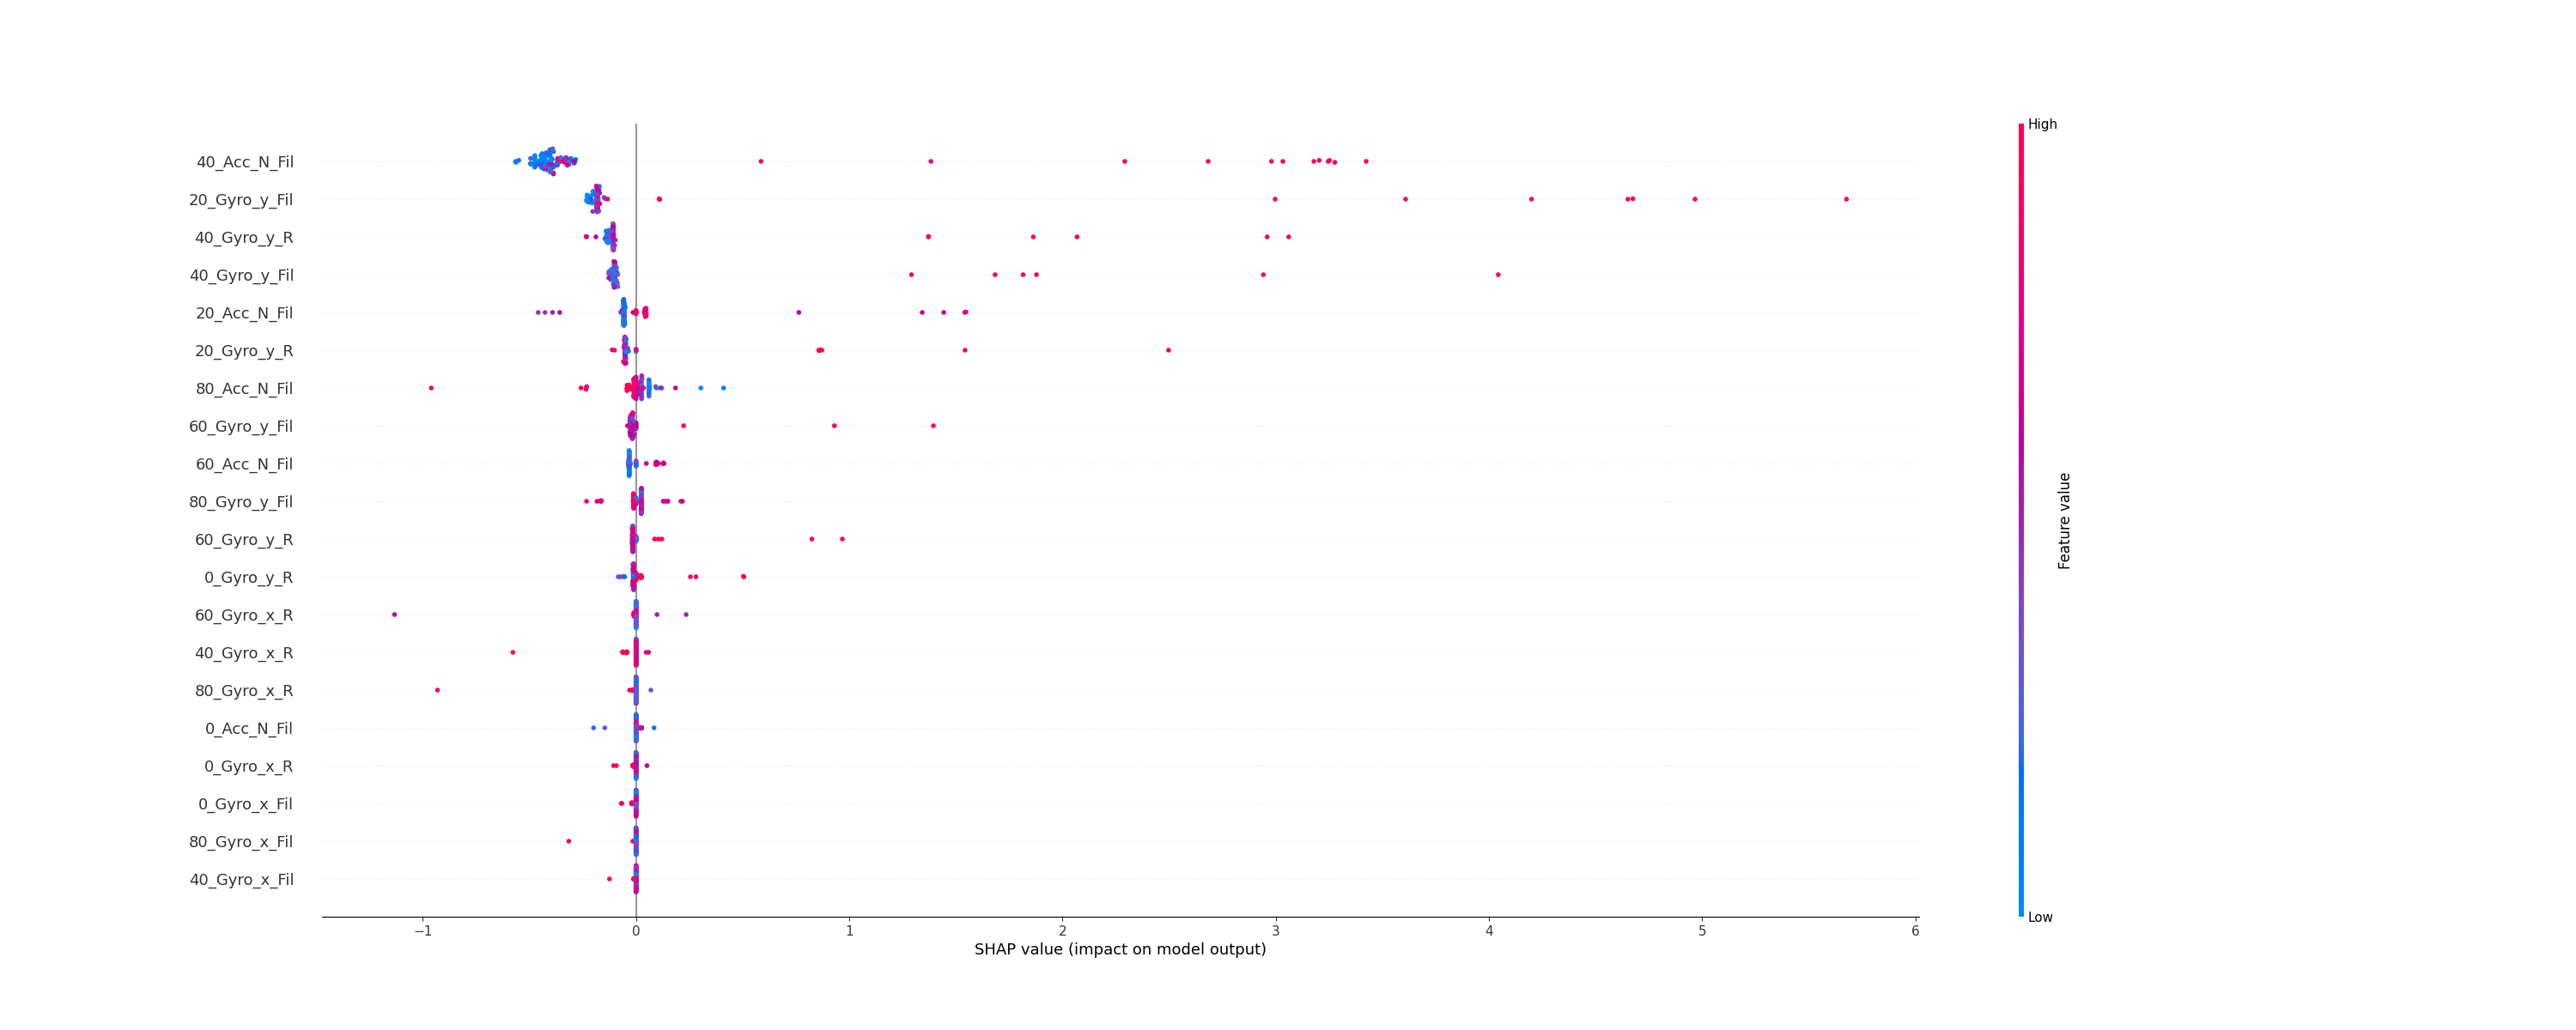 High
40_Acc_N_Fil
20_Gyro_y_Fil
40_Gyro_y_R
40_Gyro_y_Fil
20_Acc_N_Fil
20_Gyro_y_R
80_Acc_N_Fil
60_Gyro_y_Fil
60_Acc_N_Fil
80_Gyro_y_Fil
60_Gyro_y_R
0_Gyro_y_R
60_Gyro_x_R
40_Gyro_x_R
80_Gyro_x_R
0_Acc_N_Fil
0_Gyro_x_R
0_Gyro_x_Fil
80_Gyro_x_Fil
40_Gyro_x_Fil
Feature value
Low
−1 0 1 2 3 4 5 6
SHAP value (impact on model output)